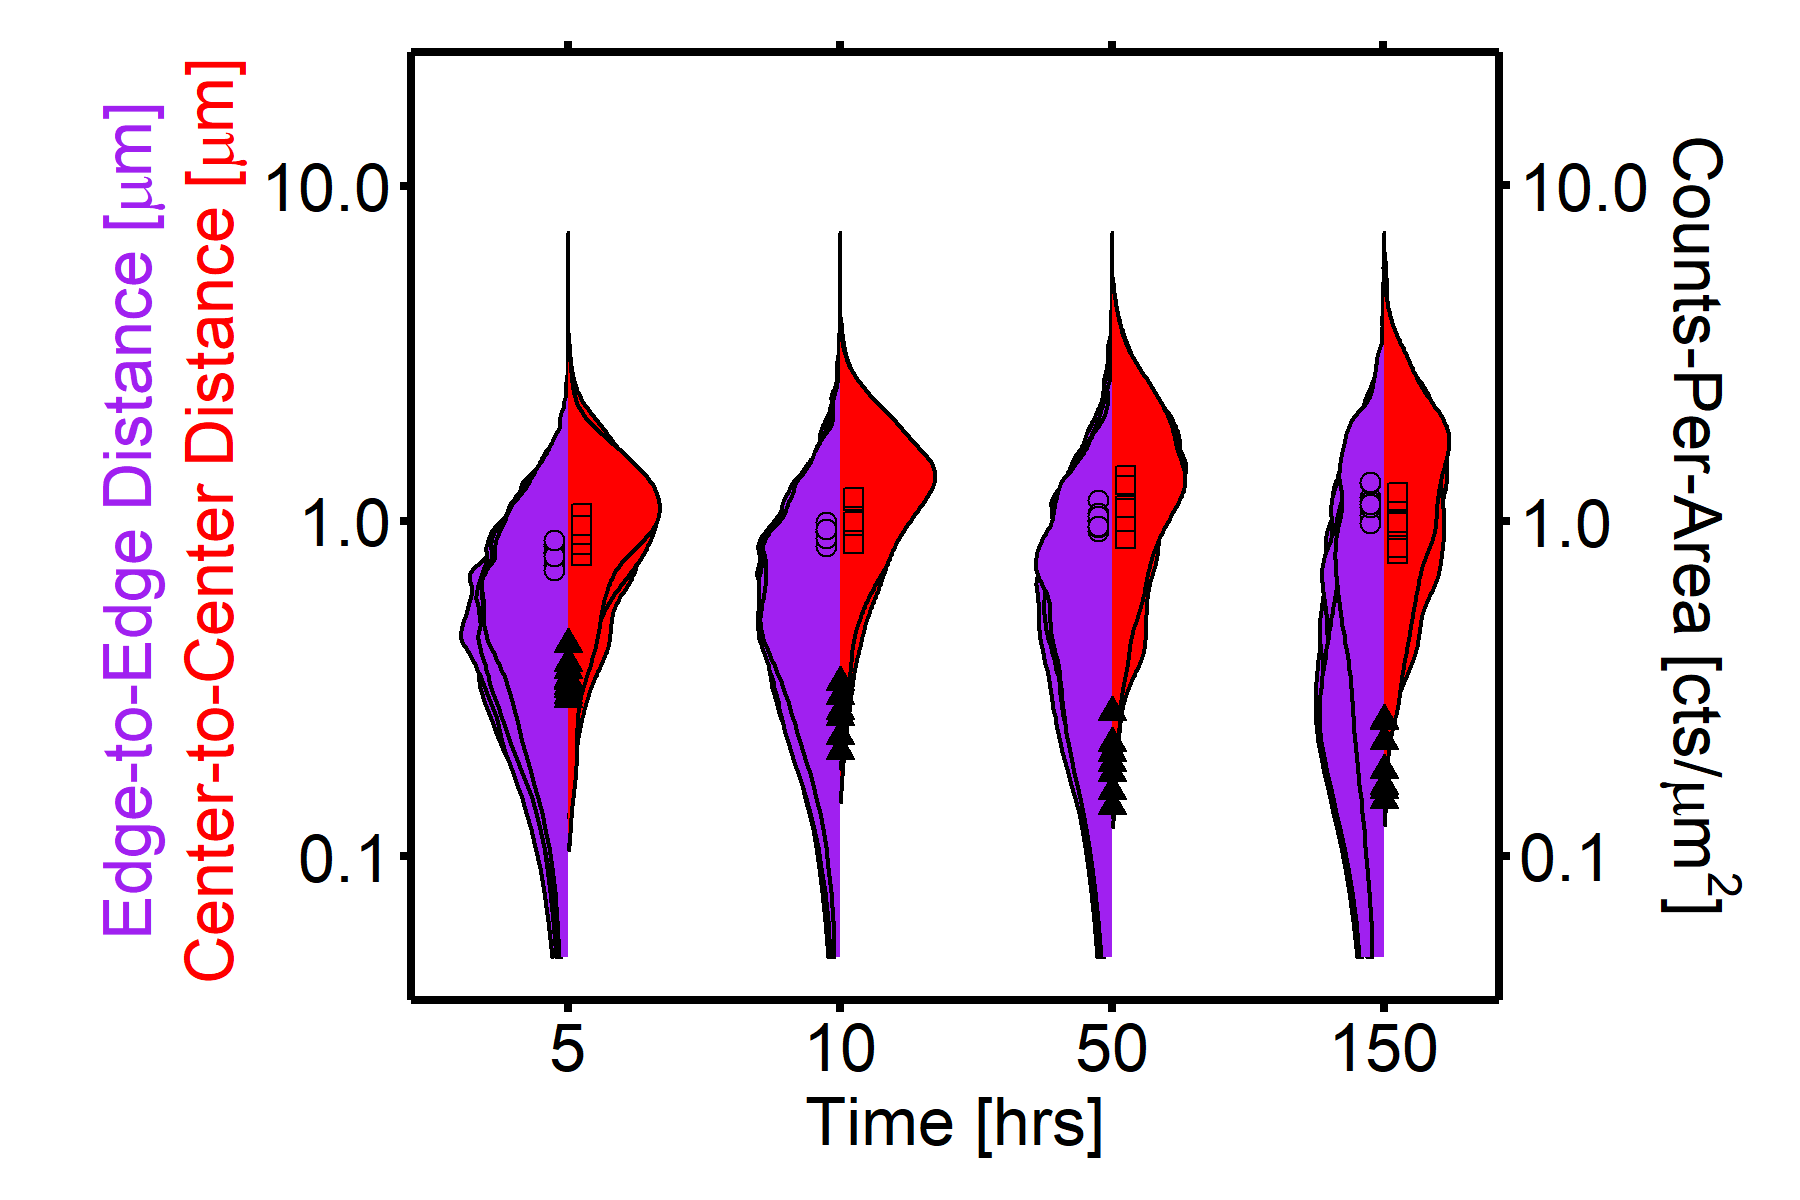 Edge-to-Edge Distance [μm]
Center-to-Center Distance [μm]
10.0
1.0
0.1
10.0
1.0
0.1
Counts-Per-Area [cts/μm²]
5 10 50 150
Time [hrs]